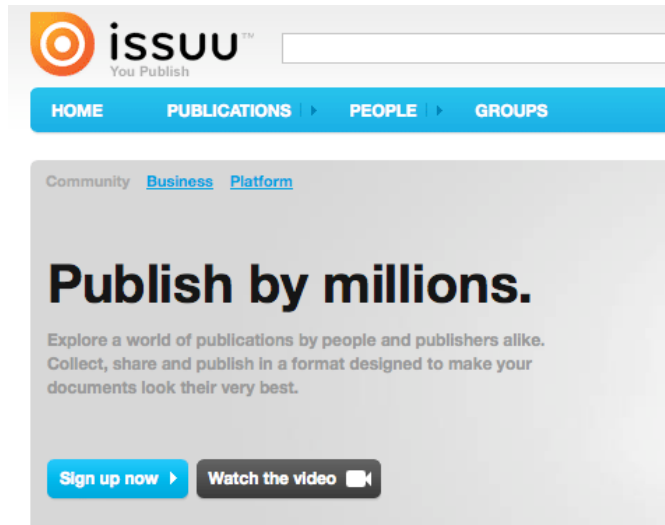 issuu™
You Publish
HOME PUBLICATIONS PEOPLE GROUPS
Community Business Platform
Publish by millions.
Explore a world of publications by people and publishers alike.
Collect, share and publish in a format designed to make your
documents look their very best.
Sign up now Watch the video